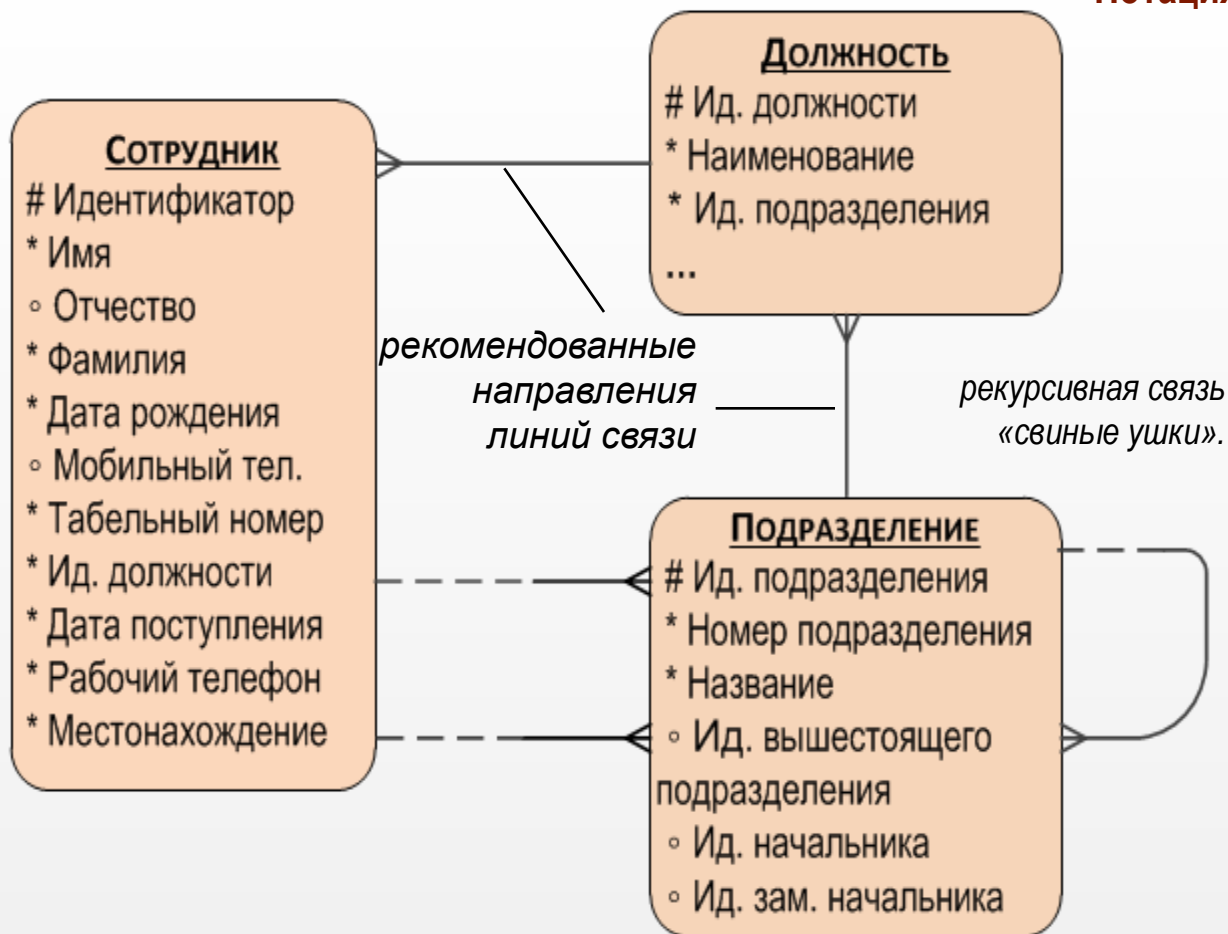 СОТРУДНИК
# Идентификатор
* Имя
◦ Отчество
* Фамилия
* Дата рождения
◦ Мобильный тел.
* Табельный номер
* Ид. должности
* Дата поступления
* Рабочий телефон
* Местонахождение
ДОЛЖНОСТЬ
# Ид. должности
* Наименование
* Ид. подразделения
...
рекомендованные
направления
линий связи
рекурсивная связь
«свиные ушки».
ПОДРАЗДЕЛЕНИЕ
# Ид. подразделения
* Номер подразделения
* Название
◦ Ид. вышестоящего
подразделения
◦ Ид. начальника
◦ Ид. зам. начальника